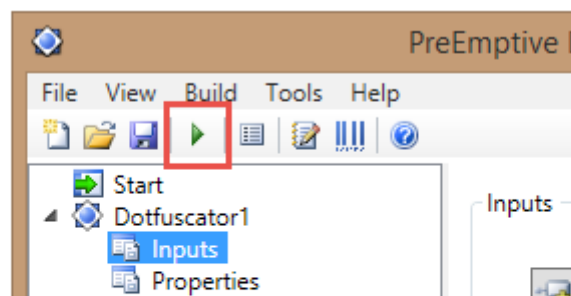 PreEmptive
File View Build Tools Help
Start
Dotfuscator1
Inputs
Inputs
Properties